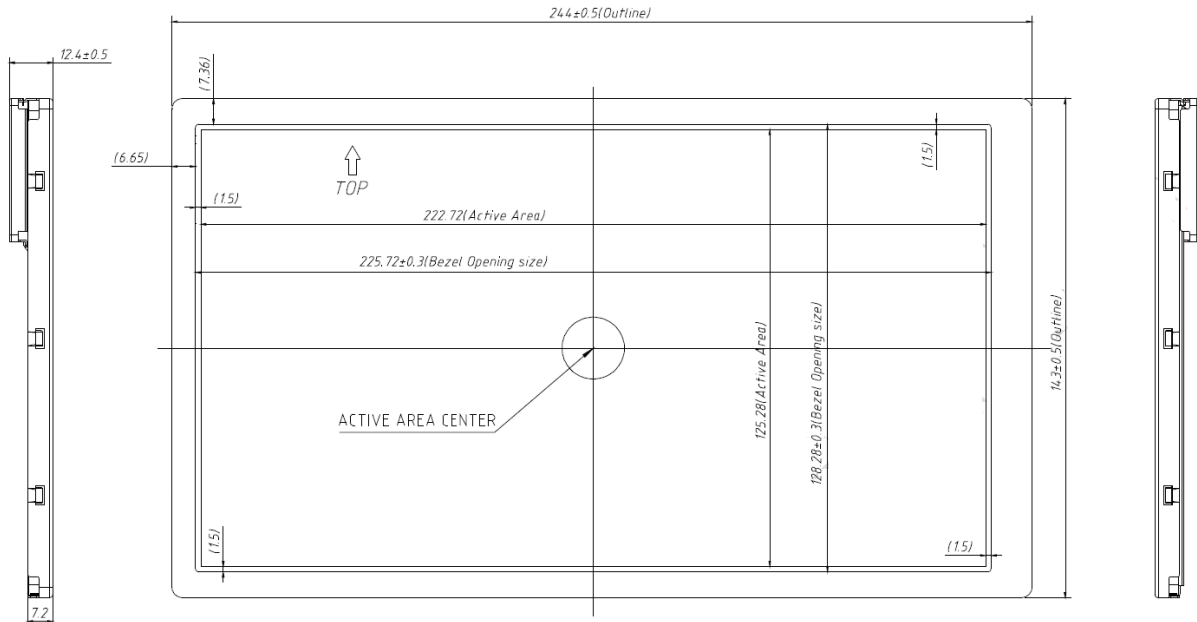 244±0.5(Outline)
12.4±0.5
(7.36)
(6.65)
TOP
(1.5)
(1.5)
222.72(Active Area)
225.72±0.3(Bezel Opening size)
125.28(Active Area)
128.28±0.3(Bezel Opening size)
143±0.5(Outline)
ACTIVE AREA CENTER
(1.5)
(1.5)
7.2